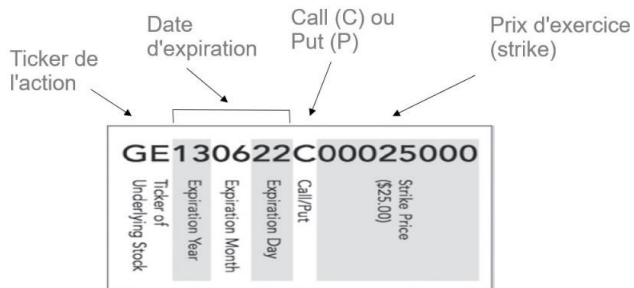 Ticker de
l'action
Date
d'expiration
Call (C) ou
Put (P)
Prix d'exercice
(strike)
GE130622C00025000
Ticker of
Underlying Stock
Expiration Year
Expiration Month
Expiration Day
Call/Put
Strike Price
($25.00)